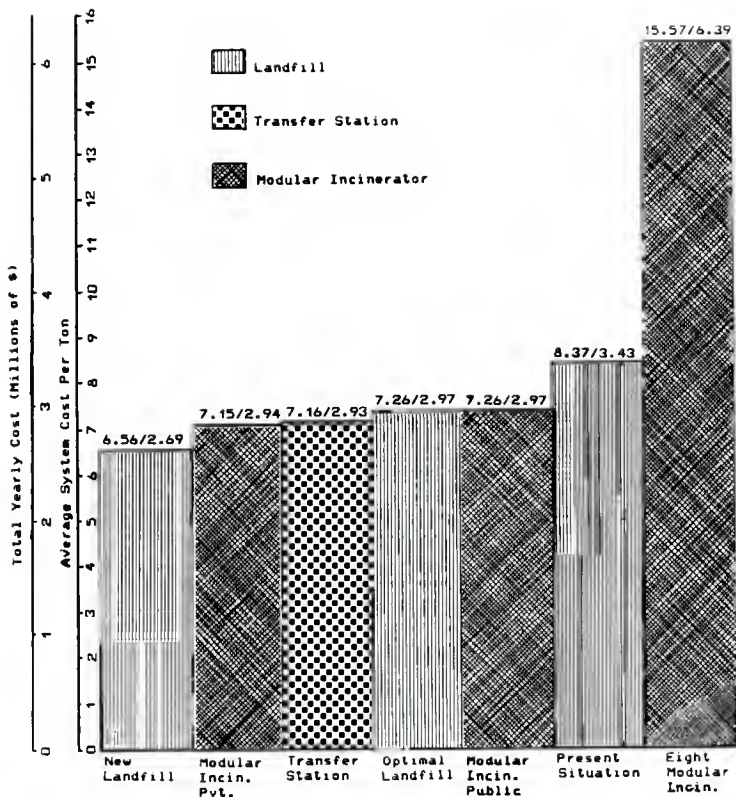 Total Yearly Cost (Millions of $)
0
1
2
3
4
5
6
Average System Cost Per Ton
0
1
2
3
4
5
6
7
8
9
10
11
12
13
14
15
16
Landfill
Transfer Station
Modular Incinerator
6.56/2.69
7.15/2.94
7.16/2.93
7.26/2.97
7.26/2.97
8.37/3.43
15.57/6.39
New
Landfill
Modular
Incin.
Pvt.
Transfer
Station
Optimal
Landfill
Modular
Incin.
Public
Present
Situation
Eight
Modular
Incin.